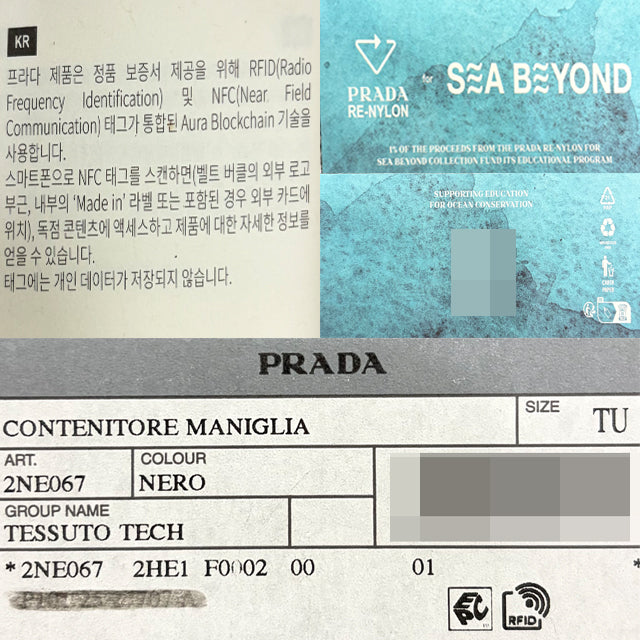 KR
프라다 제품은 정품 보증서 제공을 위해 RFID(Radio
Frequency Identification) 및 NFC(Near Field
Communication) 태그가 통합된 Aura Blockchain 기술을
사용합니다.
스마트폰으로 NFC 태그를 스캔하면(벨트 버클의 외부 로고
부근, 내부의 ‘Made in’ 라벨 또는 포함된 경우 외부 카드에
위치), 독점 콘텐츠에 액세스하고 제품에 대한 자세한 정보를
얻을 수 있습니다.
태그에는 개인 데이터가 저장되지 않습니다.
PRADA
RE-NYLON
for
SEA BEYOND
1% OF THE PROCEEDS FROM THE PRADA RE-NYLON FOR
SEA BEYOND COLLECTION FUND ITS EDUCATIONAL PROGRAM
SUPPORTING EDUCATION
FOR OCEAN CONSERVATION
PRADA
CONTENITORE MANIGLIA
SIZE
TU
ART.
2NE067
COLOUR
NERO
GROUP NAME
TESSUTO TECH
*2NE067 2HE1 F0002 00 01 *
EPC
RFID